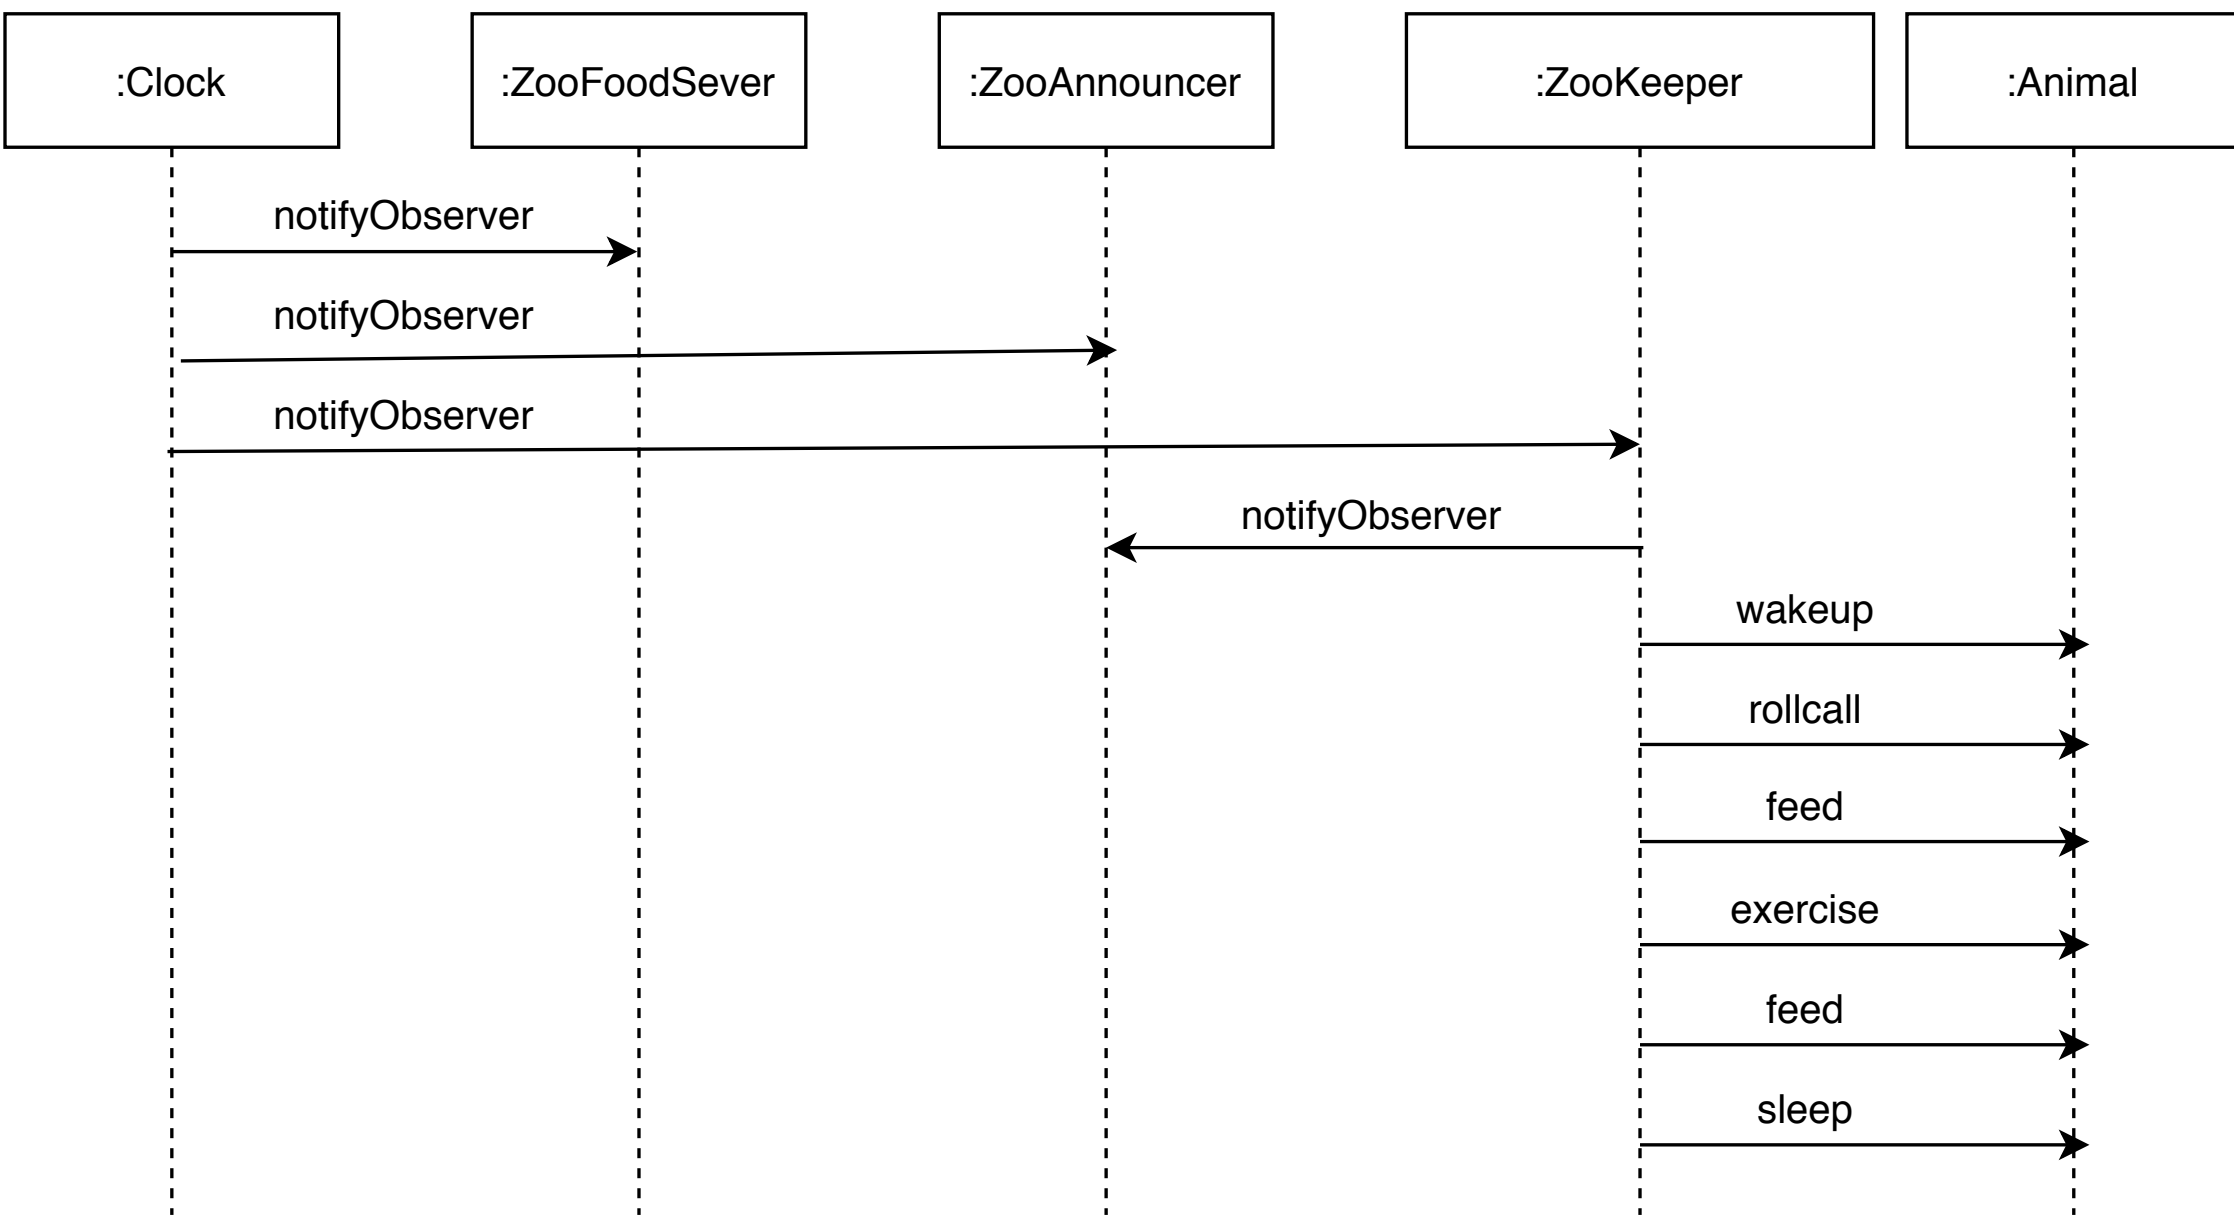 :Clock
:ZooFoodSever
:ZooAnnouncer
:ZooKeeper
:Animal
notifyObserver
notifyObserver
notifyObserver
notifyObserver
wakeup
rollcall
feed
exercise
feed
sleep